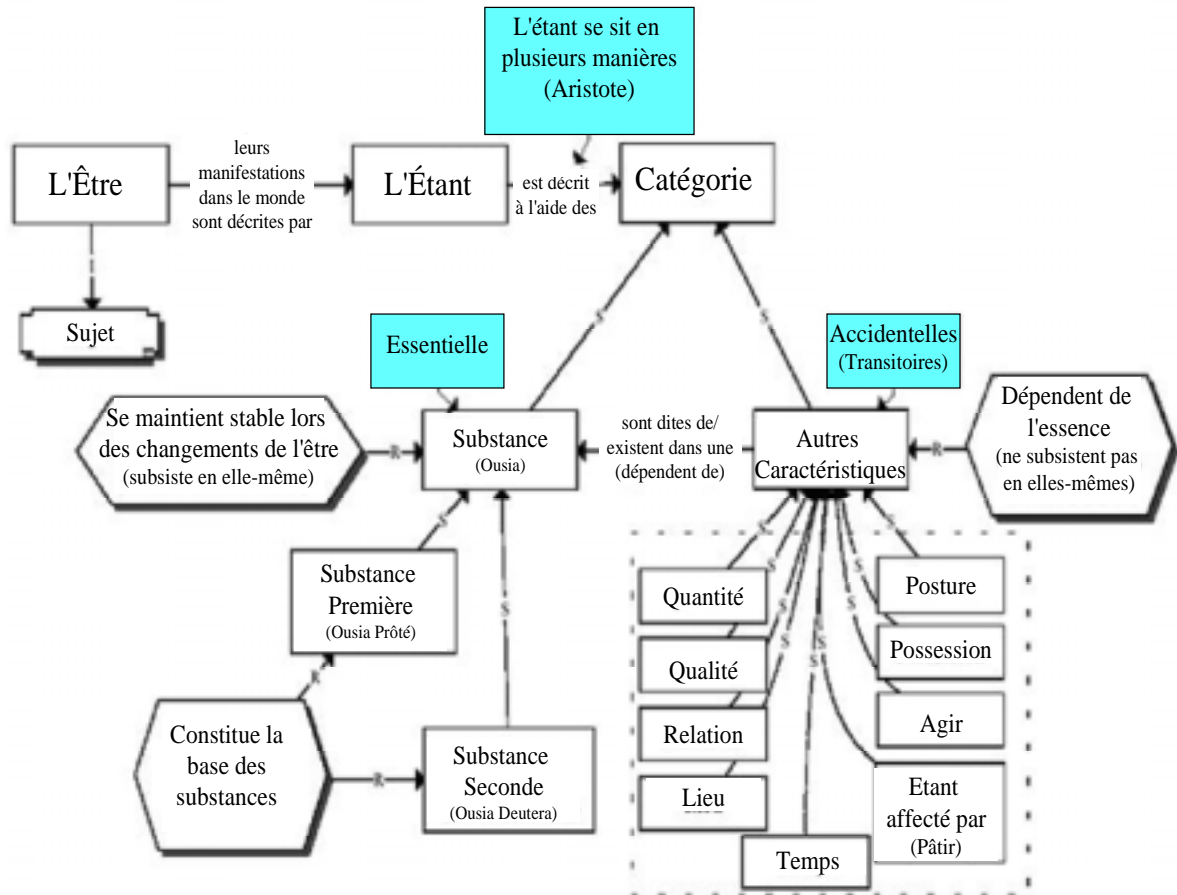 L'étant se sit en
plusieurs manières
(Aristote)
L'Être
leurs
manifestations
dans le monde
sont décrites par
L'Étant
est décrit
à l'aide des
Catégorie
I
Sujet
S
S
Essentielle
Accidentelles
(Transitoires)
Se maintient stable lors
des changements de l'être
(subsiste en elle-même)
R
Substance
(Ousia)
sont dites de/
existent dans une
(dépendent de)
Autres
Caractéristiques
R
Dépendent de
l'essence
(ne subsistent pas
en elles-mêmes)
S
S
Substance
Première
(Ousia Prôté)
R
Constitue la
base des
substances
R
Substance
Seconde
(Ousia Deutera)
S
S
S
S
S
S
S
S
S
Quantité
Qualité
Relation
Lieu
Temps
Posture
Possession
Agir
Etant
affecté par
(Pâtir)